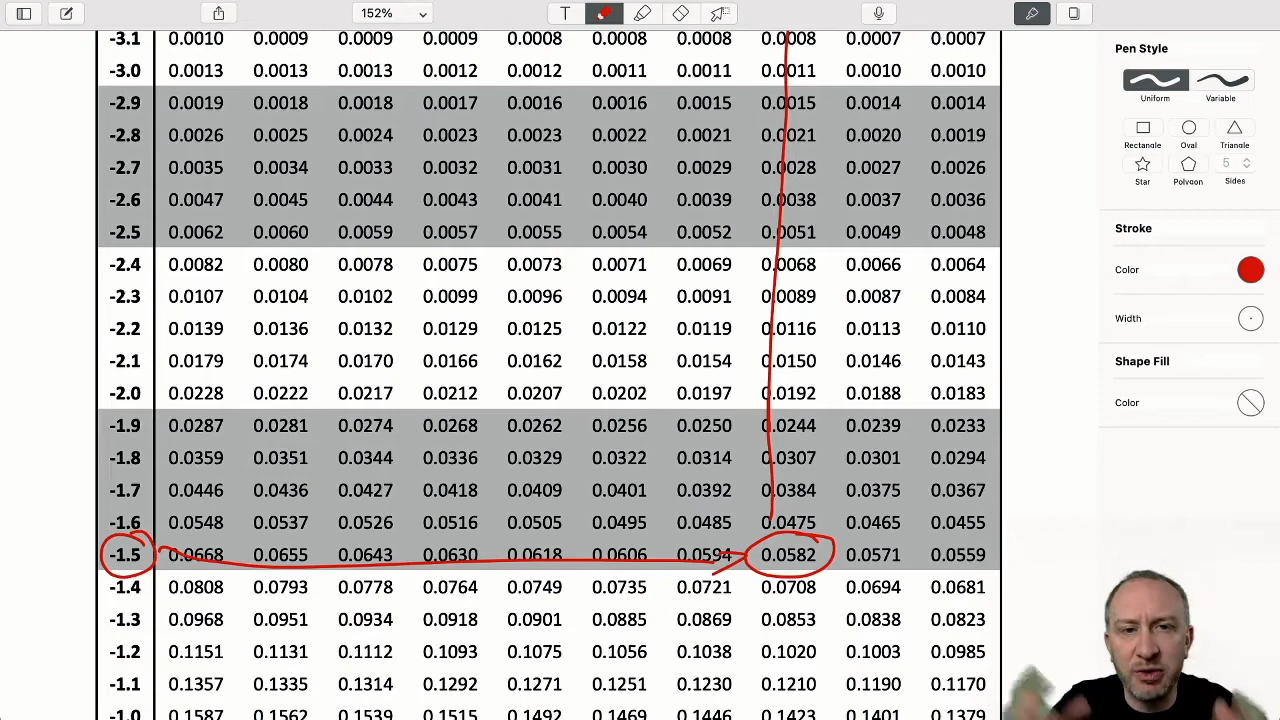 152%
T
-3.1 0.0010 0.0009 0.0009 0.0009 0.0008 0.0008 0.0008 0.0008 0.0007 0.0007
-3.0 0.0013 0.0013 0.0013 0.0012 0.0012 0.0011 0.0011 0.0011 0.0010 0.0010
-2.9 0.0019 0.0018 0.0018 0.0017 0.0016 0.0016 0.0015 0.0015 0.0014 0.0014
-2.8 0.0026 0.0025 0.0024 0.0023 0.0023 0.0022 0.0021 0.0021 0.0020 0.0019
-2.7 0.0035 0.0034 0.0033 0.0032 0.0031 0.0030 0.0029 0.0028 0.0027 0.0026
-2.6 0.0047 0.0045 0.0044 0.0043 0.0041 0.0040 0.0039 0.0038 0.0037 0.0036
-2.5 0.0062 0.0060 0.0059 0.0057 0.0055 0.0054 0.0052 0.0051 0.0049 0.0048
-2.4 0.0082 0.0080 0.0078 0.0075 0.0073 0.0071 0.0069 0.0068 0.0066 0.0064
-2.3 0.0107 0.0104 0.0102 0.0099 0.0096 0.0094 0.0091 0.0089 0.0087 0.0084
-2.2 0.0139 0.0136 0.0132 0.0129 0.0125 0.0122 0.0119 0.0116 0.0113 0.0110
-2.1 0.0179 0.0174 0.0170 0.0166 0.0162 0.0158 0.0154 0.0150 0.0146 0.0143
-2.0 0.0228 0.0222 0.0217 0.0212 0.0207 0.0202 0.0197 0.0192 0.0188 0.0183
-1.9 0.0287 0.0281 0.0274 0.0268 0.0262 0.0256 0.0250 0.0244 0.0239 0.0233
-1.8 0.0359 0.0351 0.0344 0.0336 0.0329 0.0322 0.0314 0.0307 0.0301 0.0294
-1.7 0.0446 0.0436 0.0427 0.0418 0.0409 0.0401 0.0392 0.0384 0.0375 0.0367
-1.6 0.0548 0.0537 0.0526 0.0516 0.0505 0.0495 0.0485 0.0475 0.0465 0.0455
-1.5 0.0668 0.0655 0.0643 0.0630 0.0618 0.0606 0.0594 0.0582 0.0571 0.0559
-1.4 0.0808 0.0793 0.0778 0.0764 0.0749 0.0735 0.0721 0.0708 0.0694 0.0681
-1.3 0.0968 0.0951 0.0934 0.0918 0.0901 0.0885 0.0869 0.0853 0.0838 0.0823
-1.2 0.1151 0.1131 0.1112 0.1093 0.1075 0.1056 0.1038 0.1020 0.1003 0.0985
-1.1 0.1357 0.1335 0.1314 0.1292 0.1271 0.1251 0.1230 0.1210 0.1190 0.1170
-1.0 0.1587 0.1562 0.1539 0.1515 0.1492 0.1469 0.1446 0.1423 0.1401 0.1379
Pen Style
Uniform Variable
Rectangle Oval Triangle
5
Star Polygon Sides
Stroke
Color
Width
Shape Fill
Color